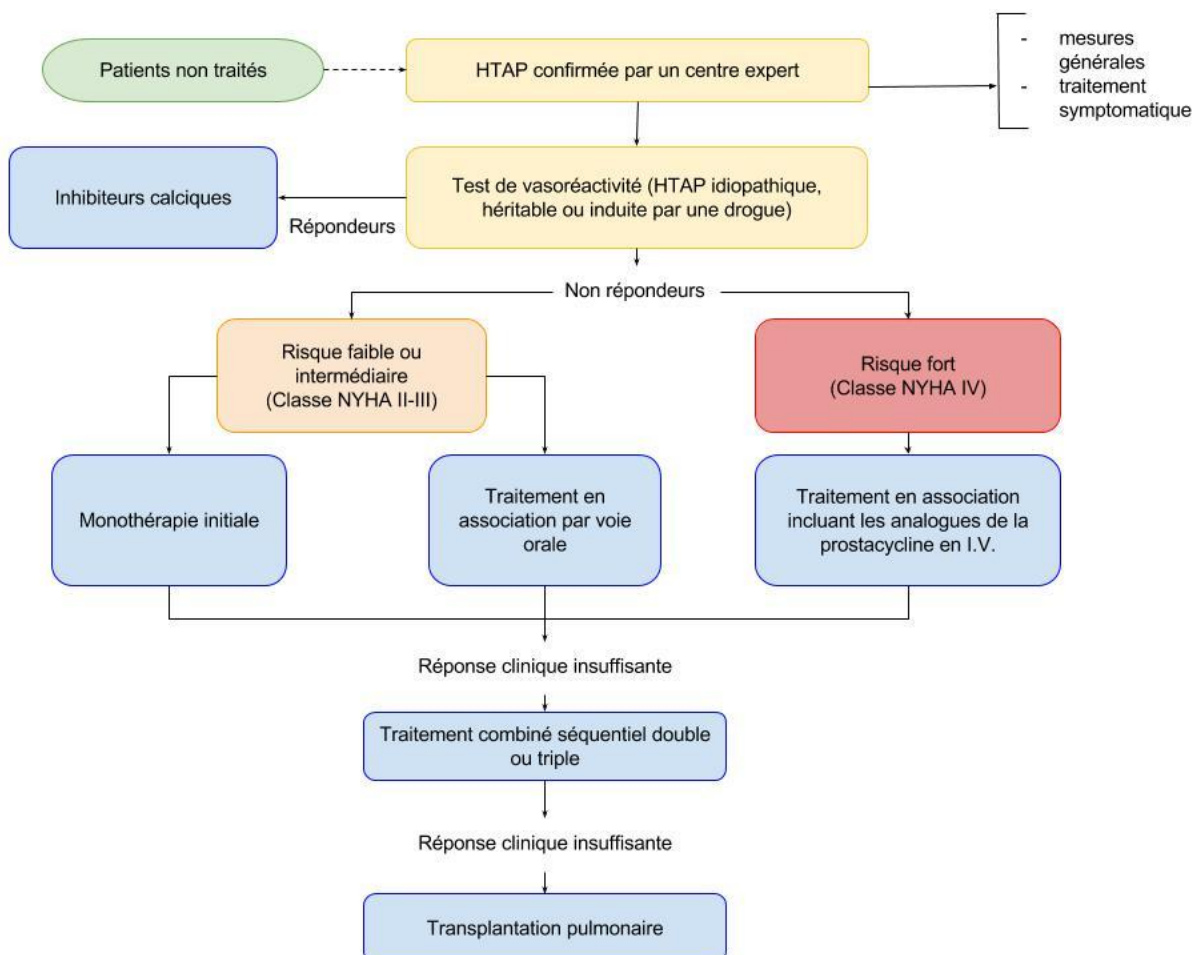 Patients non traités
HTAP confirmée par un centre expert
- mesures
générales
- traitement
symptomatique
Inhibiteurs calciques
Répondeurs
Test de vasoréactivité (HTAP idiopathique,
héritable ou induite par une drogue)
Non répondeurs
Risque faible ou
intermédiaire
(Classe NYHA II-III)
Risque fort
(Classe NYHA IV)
Monothérapie initiale
Traitement en
association par voie
orale
Traitement en association
incluant les analogues de la
prostacycline en I.V.
Réponse clinique insuffisante
Traitement combiné séquentiel double
ou triple
Réponse clinique insuffisante
Transplantation pulmonaire